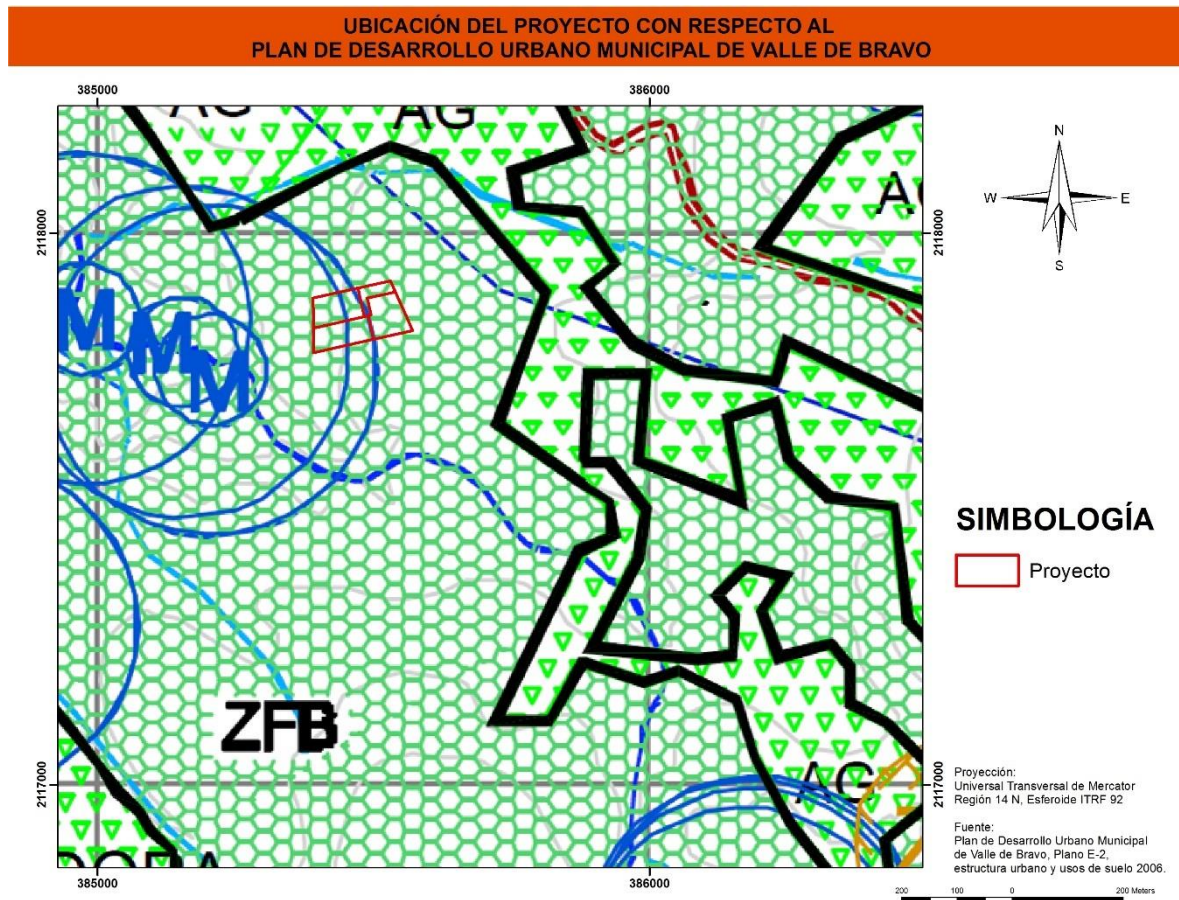 UBICACIÓN DEL PROYECTO CON RESPECTO AL
PLAN DE DESARROLLO URBANO MUNICIPAL DE VALLE DE BRAVO
385000
386000
AG
AG
AG
2118000
2118000
N
W
E
S
M
M
M
SIMBOLOGÍA
Proyecto
ZFB
AG
2117000
2117000
Proyección:
Universal Transversal de Mercator
Región 14 N, Esferoide ITRF 92
Fuente:
Plan de Desarrollo Urbano Municipal
de Valle de Bravo, Plano E-2,
estructura urbano y usos de suelo 2006.
385000
386000
200
100
0
200 Meters